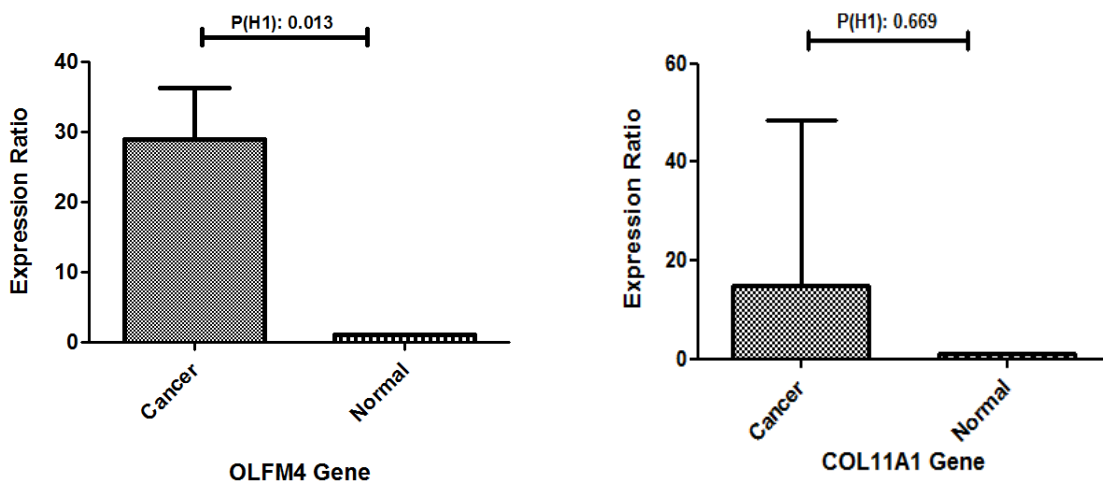 P(H1): 0.013
40
30
20
10
0
Expression Ratio
Cancer
Normal
OLFM4 Gene
P(H1): 0.669
60
40
20
0
Expression Ratio
Cancer
Normal
COL11A1 Gene